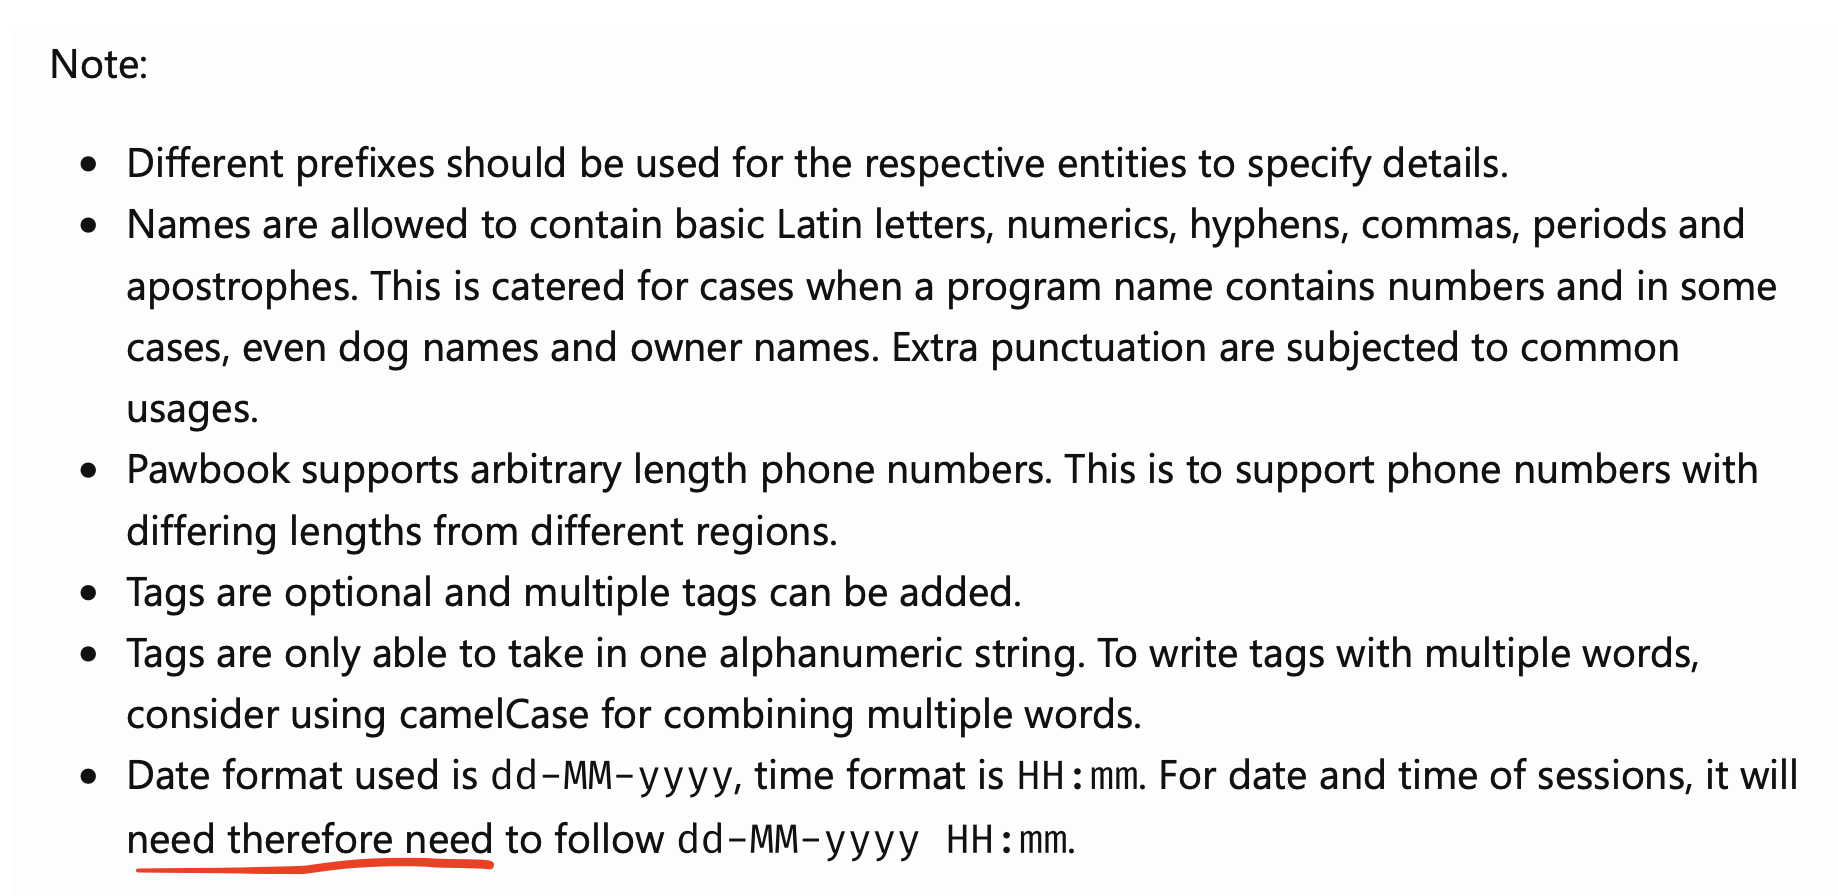 Note:
• Different prefixes should be used for the respective entities to specify details.
• Names are allowed to contain basic Latin letters, numerics, hyphens, commas, periods and
apostrophes. This is catered for cases when a program name contains numbers and in some
cases, even dog names and owner names. Extra punctuation are subjected to common
usages.
• Pawbook supports arbitrary length phone numbers. This is to support phone numbers with
differing lengths from different regions.
• Tags are optional and multiple tags can be added.
• Tags are only able to take in one alphanumeric string. To write tags with multiple words,
consider using camelCase for combining multiple words.
• Date format used is dd-MM-yyyy, time format is HH:mm. For date and time of sessions, it will
need therefore need to follow dd-MM-yyyy HH:mm.